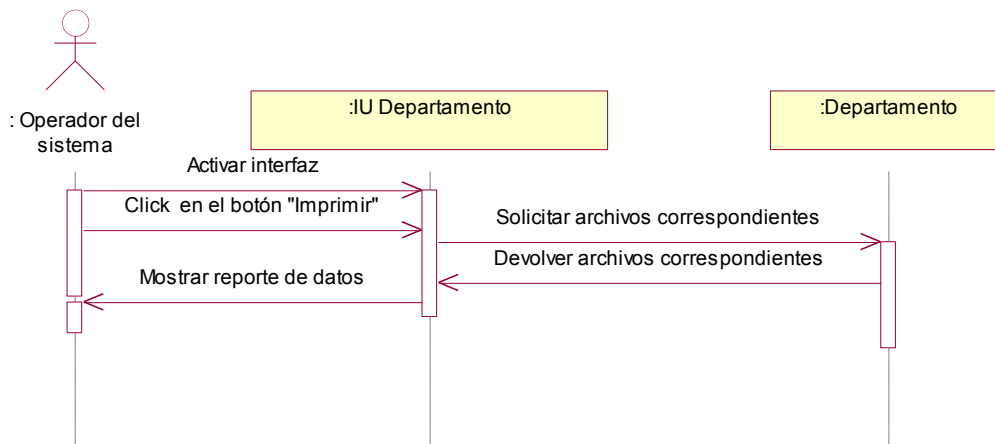 : Operador del
sistema
:IU Departamento
:Departamento
Activar interfaz
Click en el botón "Imprimir"
Solicitar archivos correspondientes
Devolver archivos correspondientes
Mostrar reporte de datos